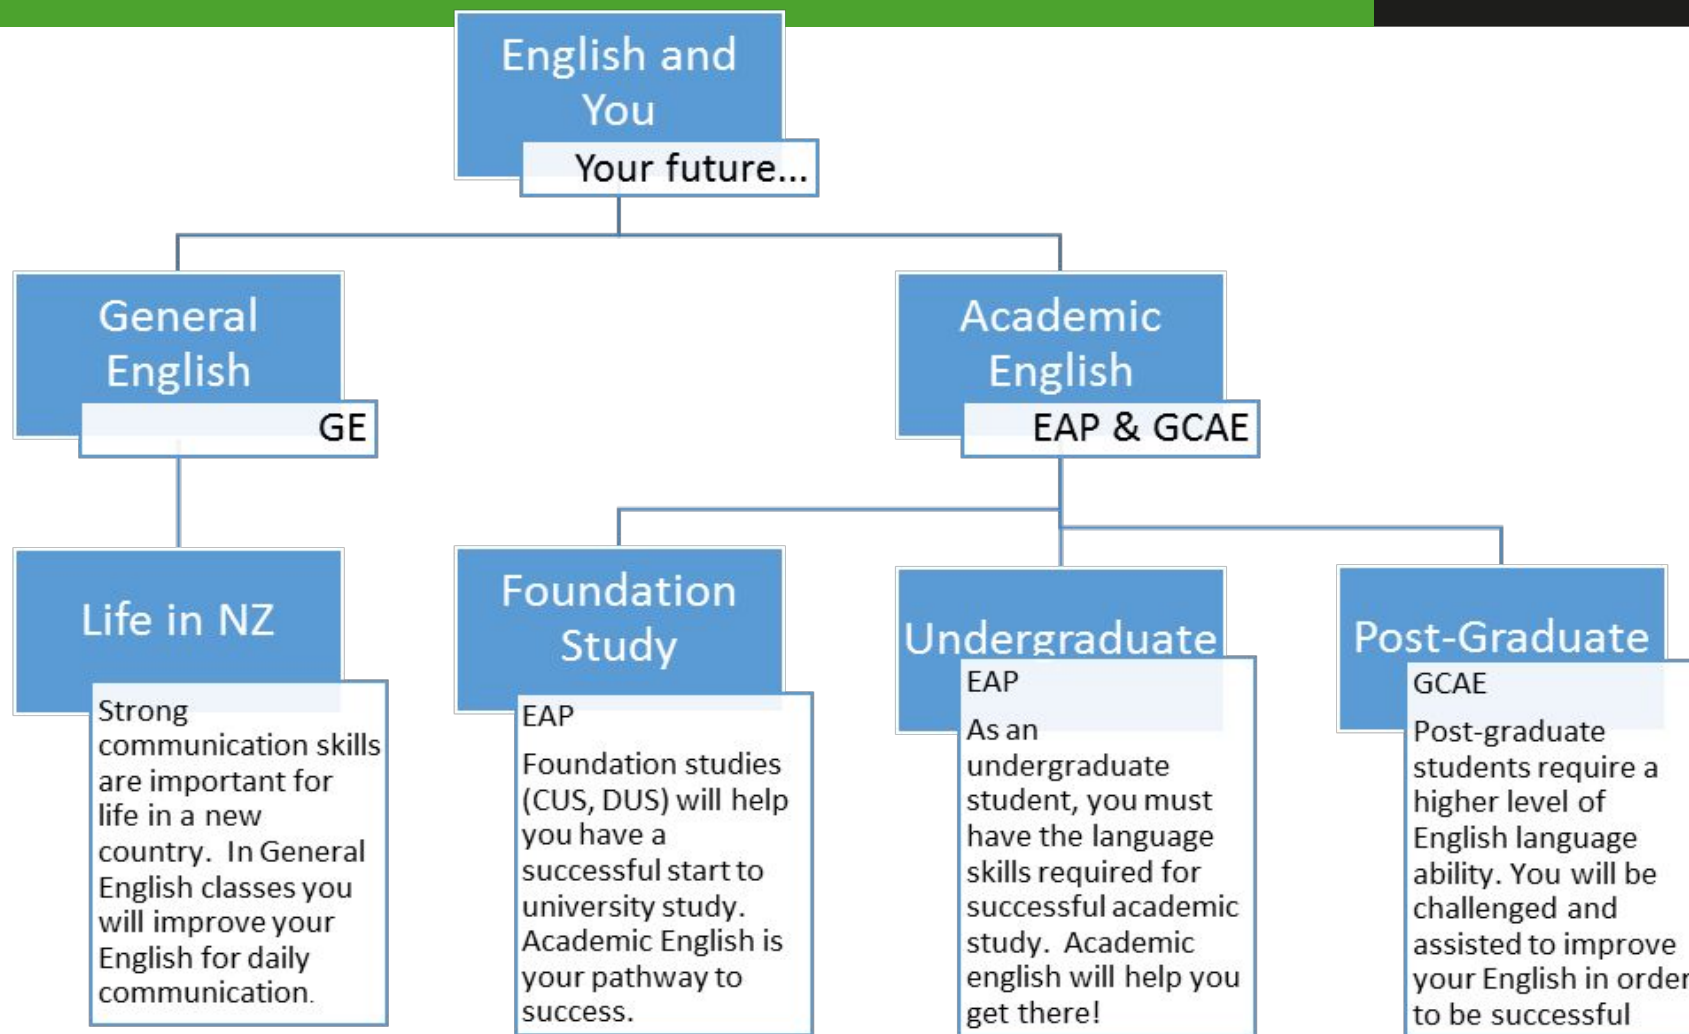 English and
You
Your future...
General
English
GE
Academic
English
EAP & GCAE
Life in NZ
Strong
communication skills
are important for
life in a new
country.  In General
English classes you
will improve your
English for daily
communication.
Foundation
Study
EAP
Foundation studies
(CUS, DUS) will help
you have a
successful start to
university study.
Academic English is
your pathway to
success.
Undergraduate
EAP
As an
undergraduate
student, you must
have the language
skills required for
successful academic
study.  Academic
english will help you
get there!
Post-Graduate
GCAE
Post-graduate
students require a
higher level of
English language
ability. You will be
challenged and
assisted to improve
your English in order
to be successful